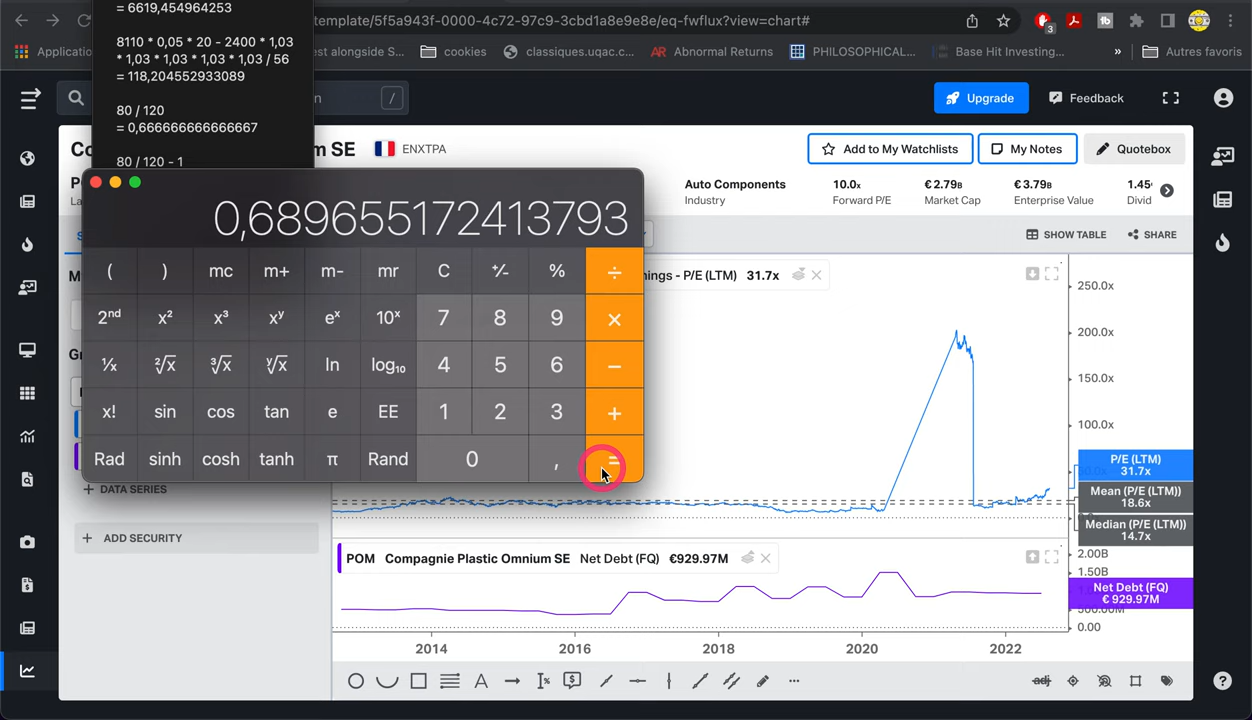 = 6619,454964253
8110 * 0,05 * 20 - 2400 * 1,03
* 1,03 * 1,03 * 1,03 * 1,03 / 56
= 118,204552933089
80 / 120
= 0,666666666666667
80 / 120 - 1
template/5f5a943f-0000-4c72-97c9-3cbd1a8e9e8e/eq-fwflux?view=chart#
3
Applicatio
est alongside S...
cookies
classiques.uqac.c...
AR Abnormal Returns
PHILOSOPHICAL...
Base Hit Investing...
»
Autres favoris
/
Upgrade
Feedback
Co
m SE
ENXTPA
Add to My Watchlists
My Notes
Quotebox
Auto Components
Industry
10.0x
Forward P/E
€ 2.79B
Market Cap
€ 3.79B
Enterprise Value
1.45
Divid
SHOW TABLE
SHARE
0,689655172413793
( ) mc m+ m- mr C +/- % ÷
2nd x² x³ xʸ eˣ 10ˣ 7 8 9 ×
1/x ²√x ³√x ʸ√x ln log₁₀ 4 5 6 −
x! sin cos tan e EE 1 2 3 +
Rad sinh cosh tanh π Rand 0 , =
nings - P/E (LTM) 31.7x
250.0x
200.0x
150.0x
100.0x
P/E (LTM)
31.7x
Mean (P/E (LTM))
18.6x
Median (P/E (LTM))
14.7x
+ DATA SERIES
+ ADD SECURITY
POM Compagnie Plastic Omnium SE Net Debt (FQ) €929.97M
2.00B
1.50B
Net Debt (FQ)
€ 929.97M
0.00
2014 2016 2018 2020 2022
A
adj
?